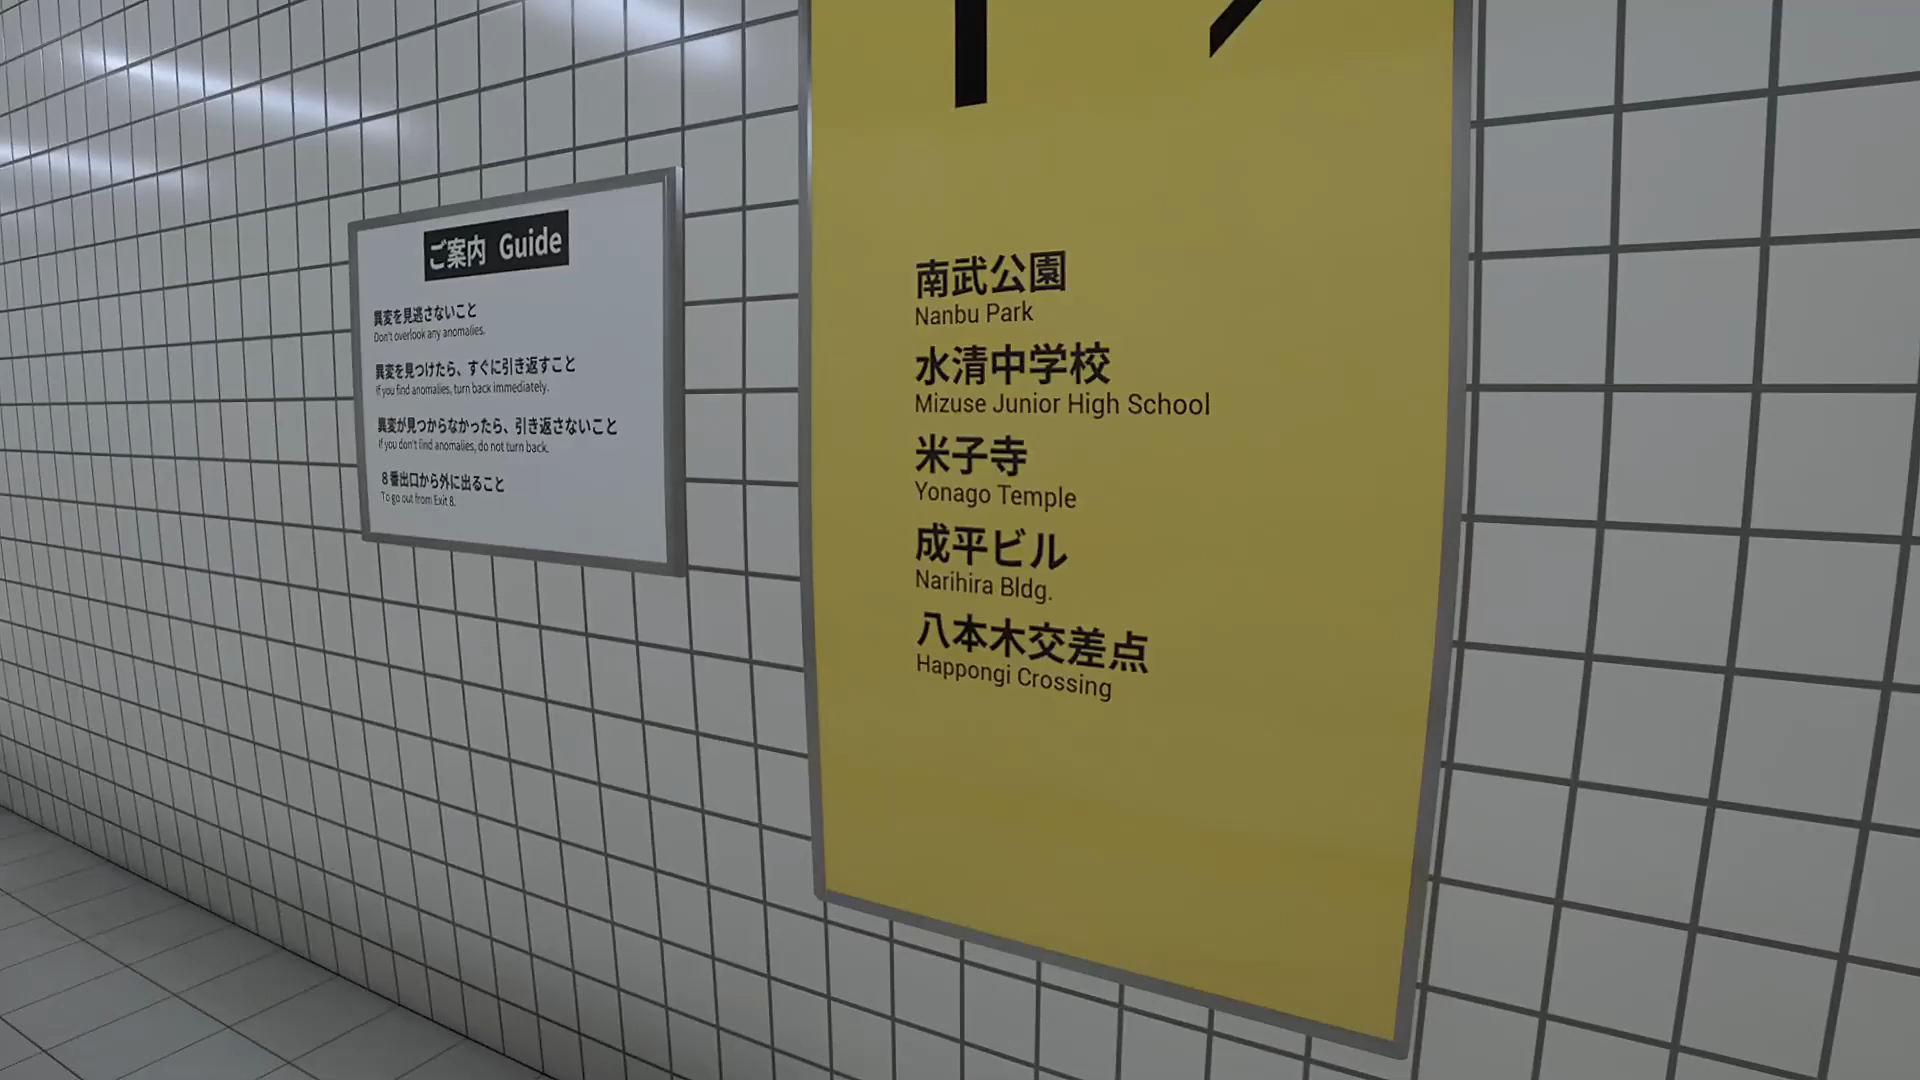 ご案内 Guide
異変を見逃さないこと
Don't overlook any anomalies.
異変を見つけたら、すぐに引き返すこと
If you find anomalies, turn back immediately.
異変が見つからなかったら、引き返さないこと
If you don't find anomalies, do not turn back.
8番出口から外に出ること
To go out from Exit 8.
南武公園
Nanbu Park
水清中学校
Mizuse Junior High School
米子寺
Yonago Temple
成平ビル
Narihira Bldg.
八本木交差点
Happongi Crossing